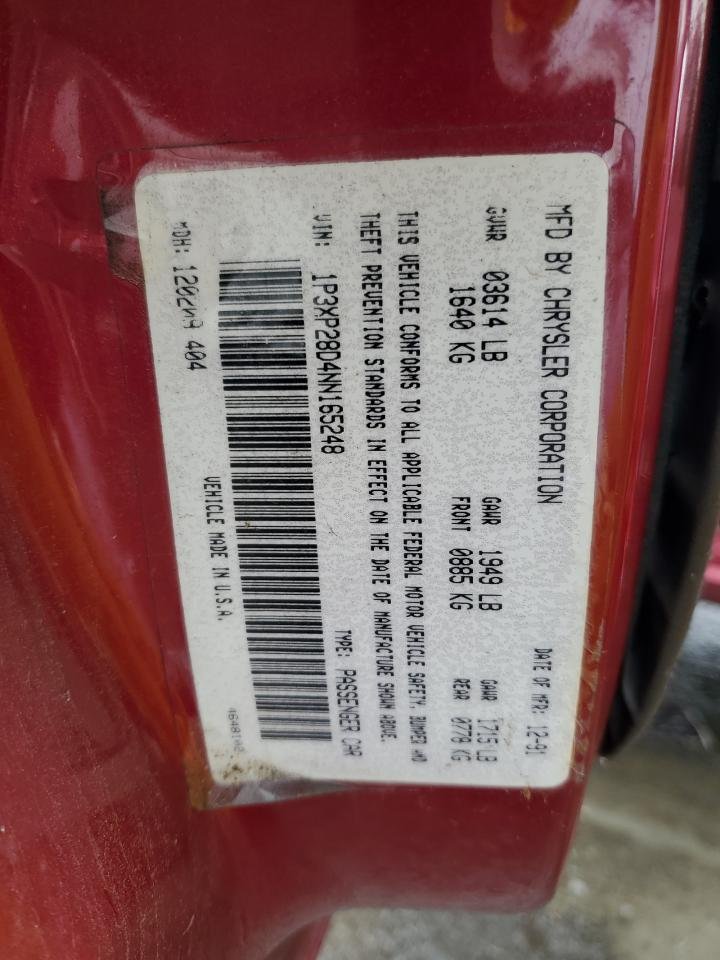 MFD BY CHRYSLER CORPORATION
DATE OF MFR: 12-91
GVWR 03614 LB
1640 KG
GAWR 1949 LB
FRONT 0885 KG
GAWR 1715 LB
REAR 0778 KG
THIS VEHICLE CONFORMS TO ALL APPLICABLE FEDERAL MOTOR VEHICLE SAFETY, BUMPER AND
THEFT PREVENTION STANDARDS IN EFFECT ON THE DATE OF MANUFACTURE SHOWN ABOVE.
VIN: 1P3XP28D4NN165248
TYPE: PASSENGER CAR
VEHICLE MADE IN U.S.A.
MDH: 404